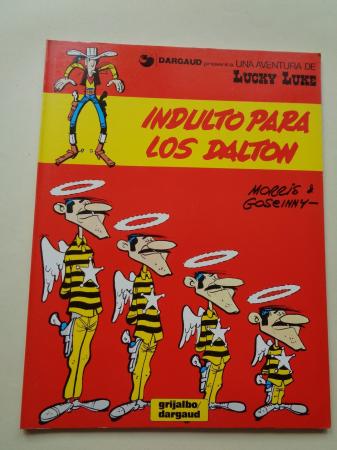 DARGAUD presenta UNA AVENTURA DE
LUCKY LUKE
INDULTO PARA
LOS DALTON
MORRIS &
GOSCINNY
grijalbo/
dargaud